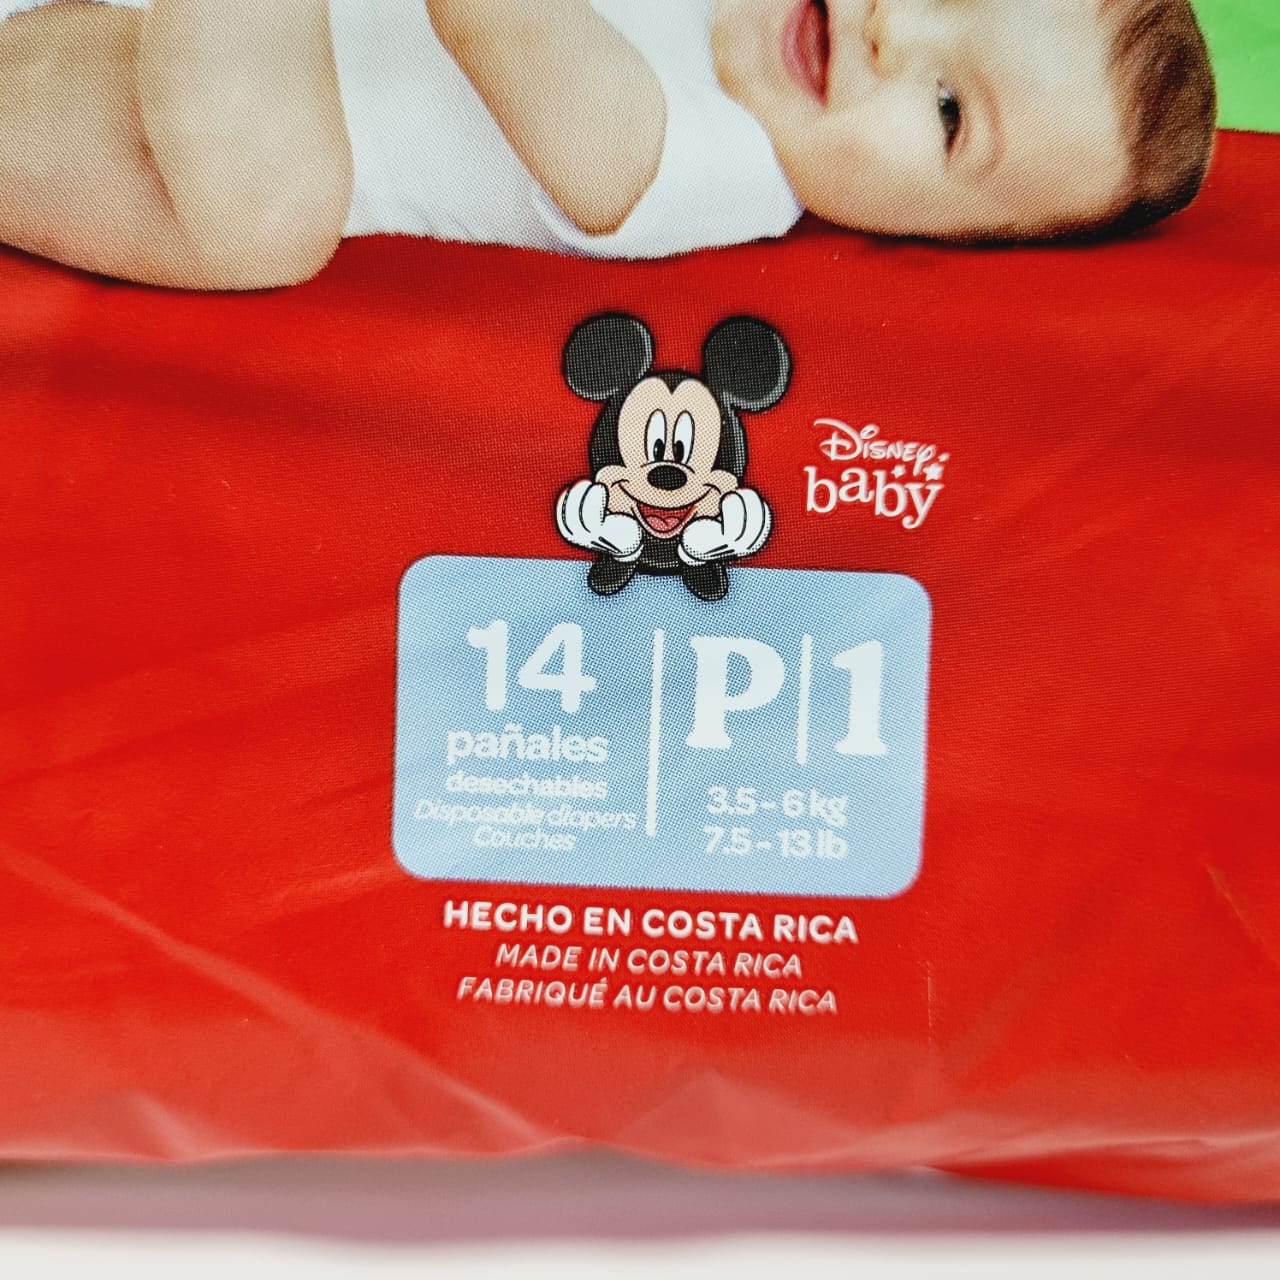 Disney
baby
14
pañales
desechables
Disposable diapers
Couches
P|1
3.5-6 kg
7.5-13 lb
HECHO EN COSTA RICA
MADE IN COSTA RICA
FABRIQUÉ AU COSTA RICA